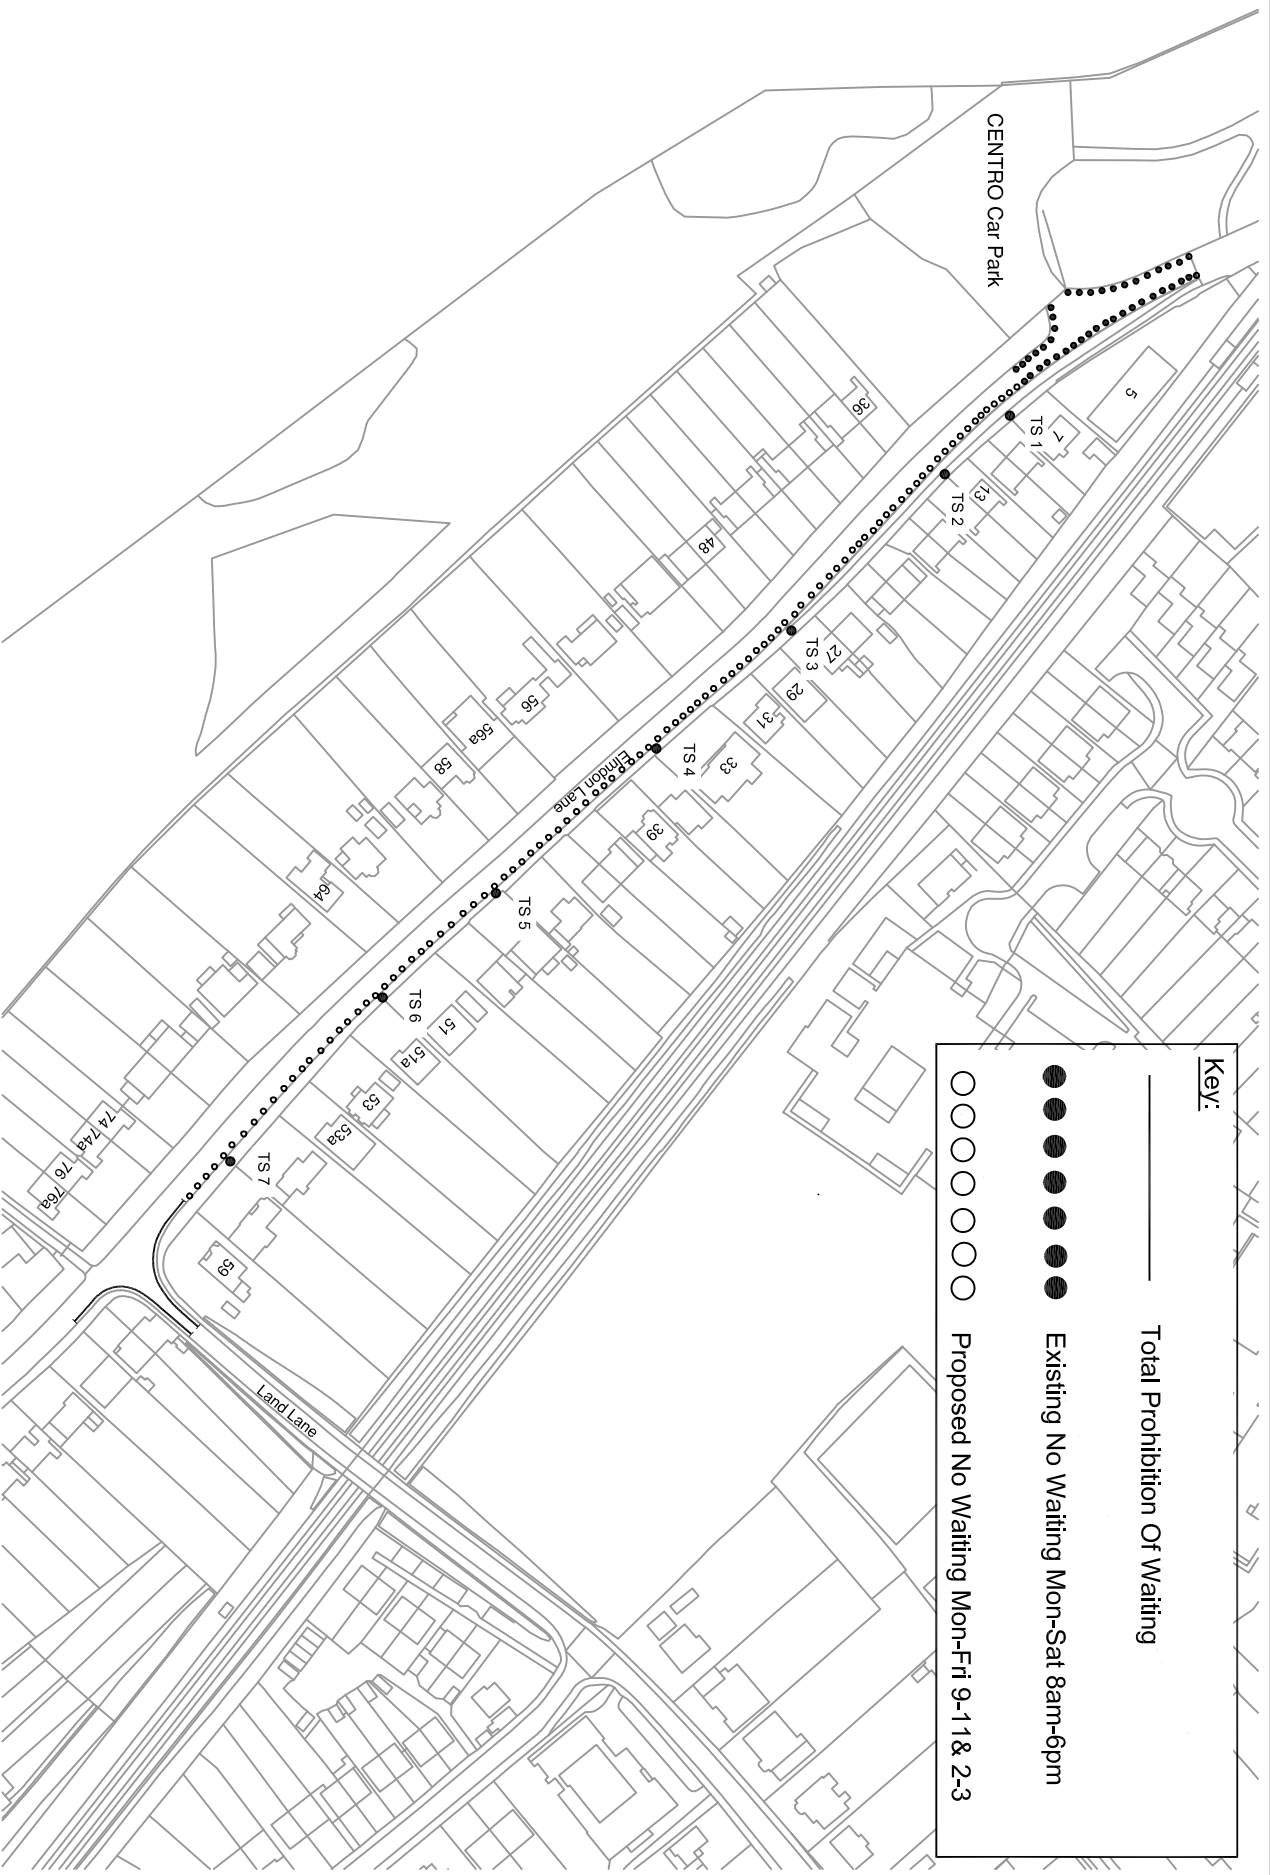 CENTRO Car Park
5
7
TS 1
13
TS 2
36
48
27
TS 3
29
31
33
TS 4
Elmdon Lane
39
56
56a
58
64
TS 5
TS 6
51
51a
53
53a
TS 7
59
74
74a
76
76a
Land Lane
Key:
Total Prohibition Of Waiting
Existing No Waiting Mon-Sat 8am-6pm
Proposed No Waiting Mon-Fri 9-11& 2-3